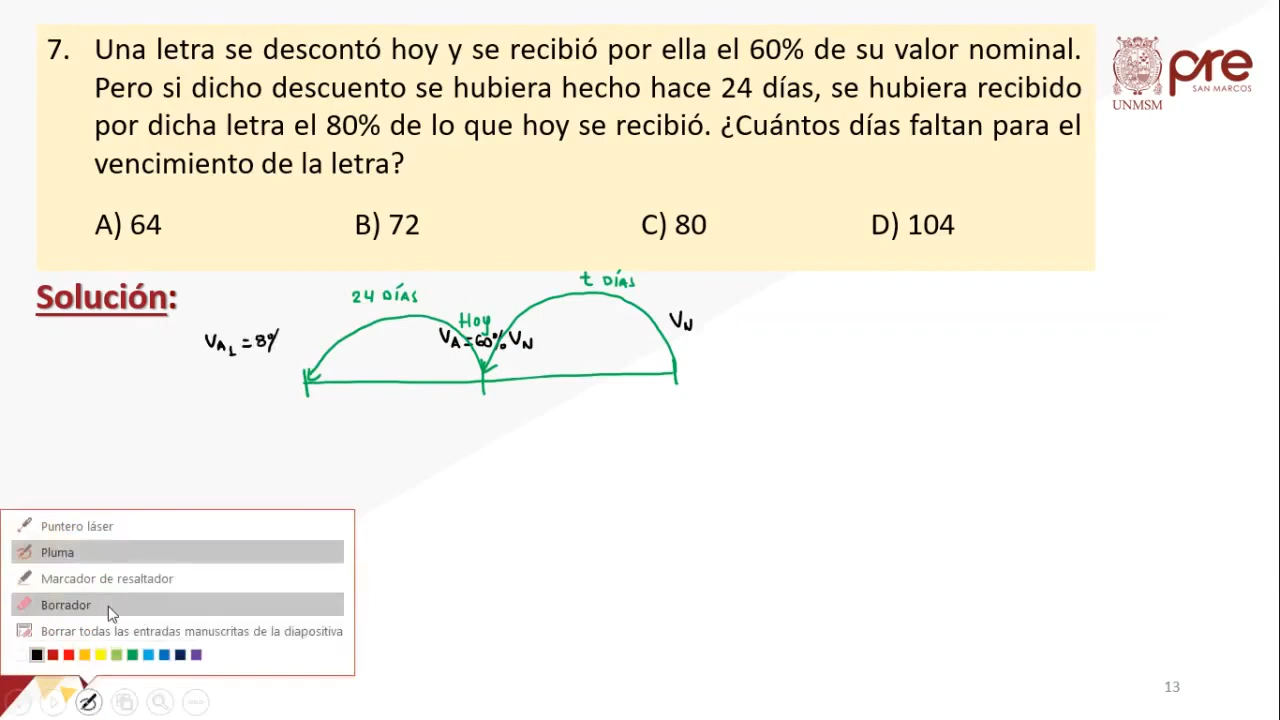 7. Una letra se descontó hoy y se recibió por ella el 60% de su valor nominal.
Pero si dicho descuento se hubiera hecho hace 24 días, se hubiera recibido
por dicha letra el 80% de lo que hoy se recibió. ¿Cuántos días faltan para el
vencimiento de la letra?
A) 64 B) 72 C) 80 D) 104
UNMSM
pre
SAN MARCOS
Solución:
t DÍAS
24 DÍAS
Hoy
VN
VA = 60%. VN
VA1 = 8%
Puntero láser
Pluma
Marcador de resaltador
Borrador
Borrar todas las entradas manuscritas de la diapositiva
13